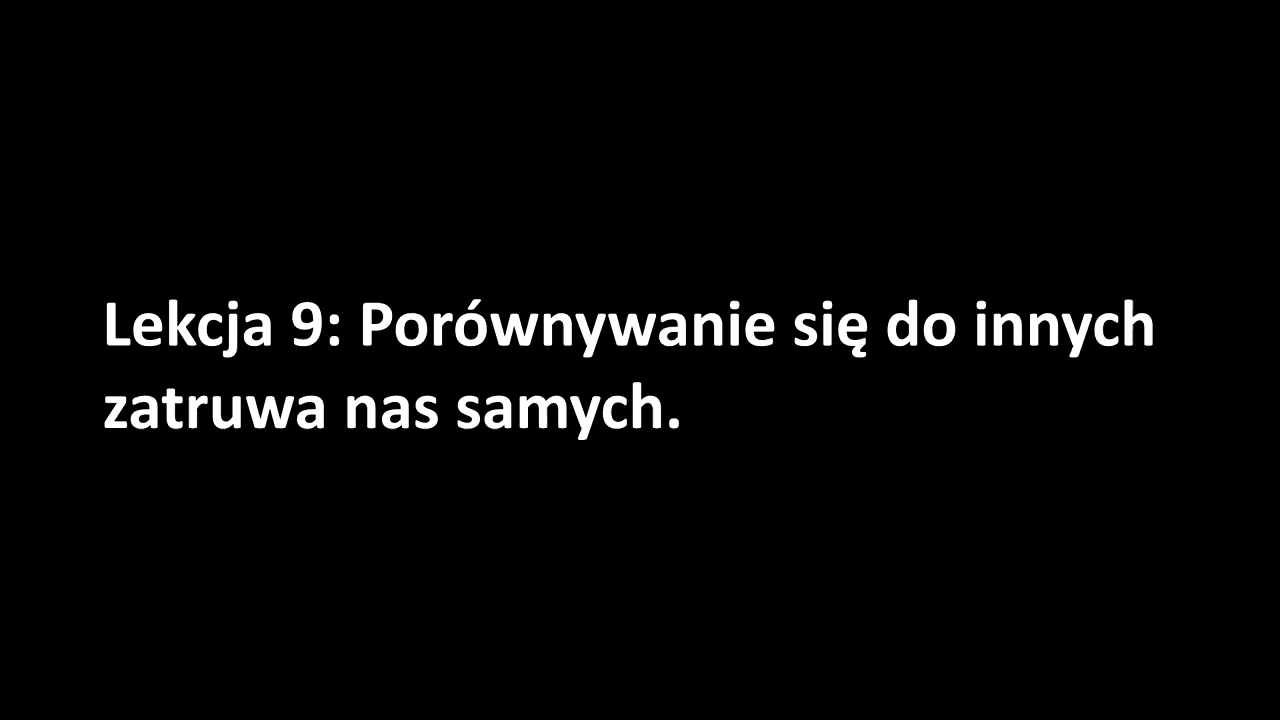 Lekcja 9: Porównywanie się do innych
zatruwa nas samych.